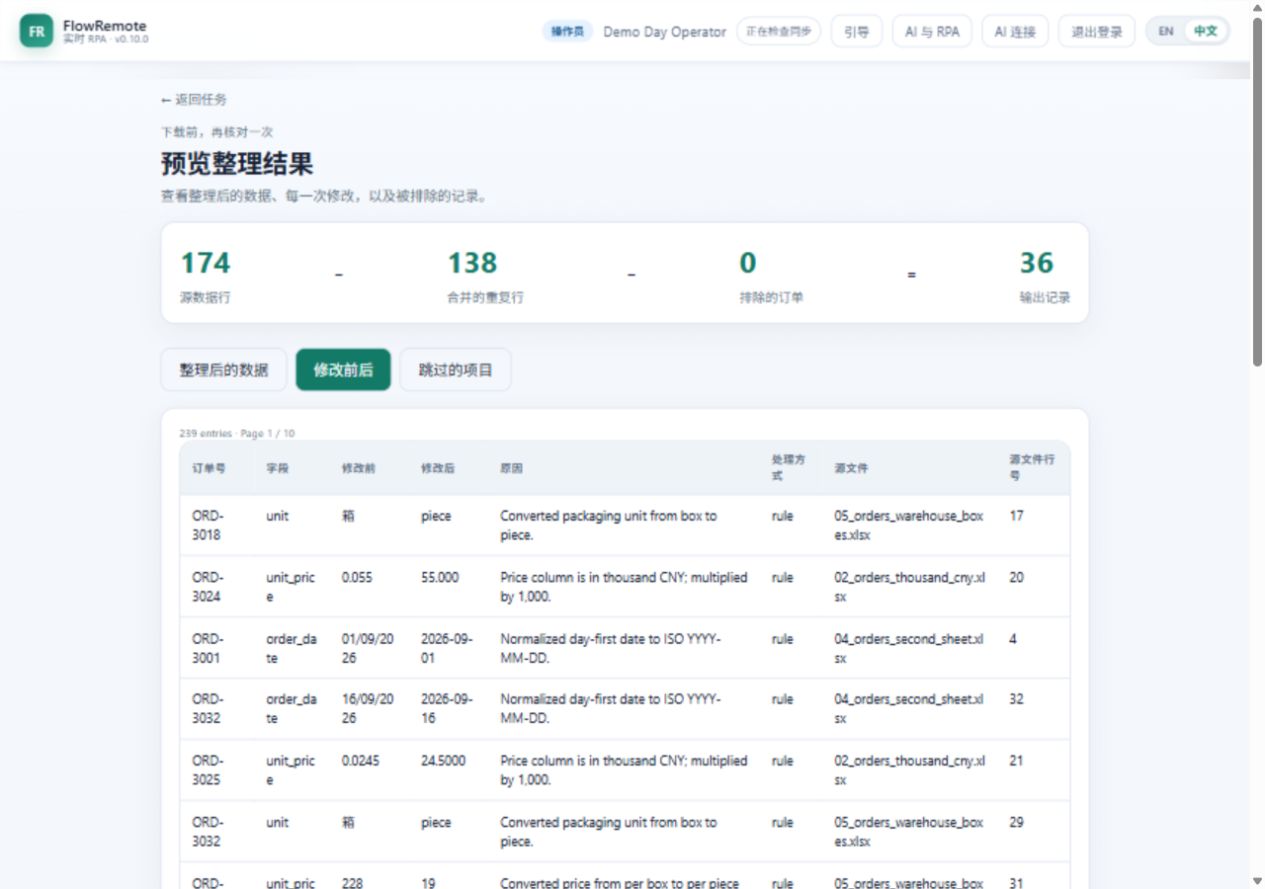 FR
FlowRemote
实时 RPA · v0.10.0
操作员 Demo Day Operator 正在检查同步 引导 AI 与 RPA AI 连接 退出登录 EN 中文
← 返回任务
下载前，再核对一次
预览整理结果
查看整理后的数据、每一次修改，以及被排除的记录。
174 - 138 - 0 = 36
源数据行 合并的重复行 排除的订单 输出记录
整理后的数据 修改前后 跳过的项目
239 entries · Page 1 / 10
订单号 字段 修改前 修改后 原因 处理方式 源文件 源文件行号
ORD-3018 unit 箱 piece Converted packaging unit from box to piece. rule 05_orders_warehouse_boxes.xlsx 17
ORD-3024 unit_price 0.055 55.000 Price column is in thousand CNY; multiplied by 1,000. rule 02_orders_thousand_cny.xlsx 20
ORD-3001 order_date 01/09/2026 2026-09-01 Normalized day-first date to ISO YYYY-MM-DD. rule 04_orders_second_sheet.xlsx 4
ORD-3032 order_date 16/09/2026 2026-09-16 Normalized day-first date to ISO YYYY-MM-DD. rule 04_orders_second_sheet.xlsx 32
ORD-3025 unit_price 0.0245 24.5000 Price column is in thousand CNY; multiplied by 1,000. rule 02_orders_thousand_cny.xlsx 21
ORD-3032 unit 箱 piece Converted packaging unit from box to piece. rule 05_orders_warehouse_boxes.xlsx 29
ORD- unit_pric 228 19 Converted price from per box to per piece rule 05_orders_warehouse_box 31